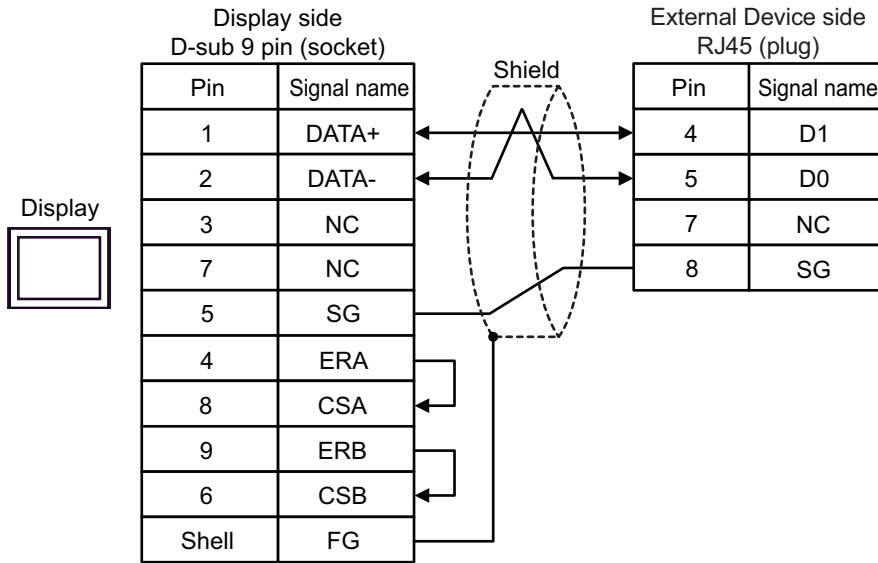 Display side
D-sub 9 pin (socket)
External Device side
RJ45 (plug)
Shield
Display
Pin Signal name
1 DATA+
2 DATA-
3 NC
7 NC
5 SG
4 ERA
8 CSA
9 ERB
6 CSB
Shell FG
Pin Signal name
4 D1
5 D0
7 NC
8 SG